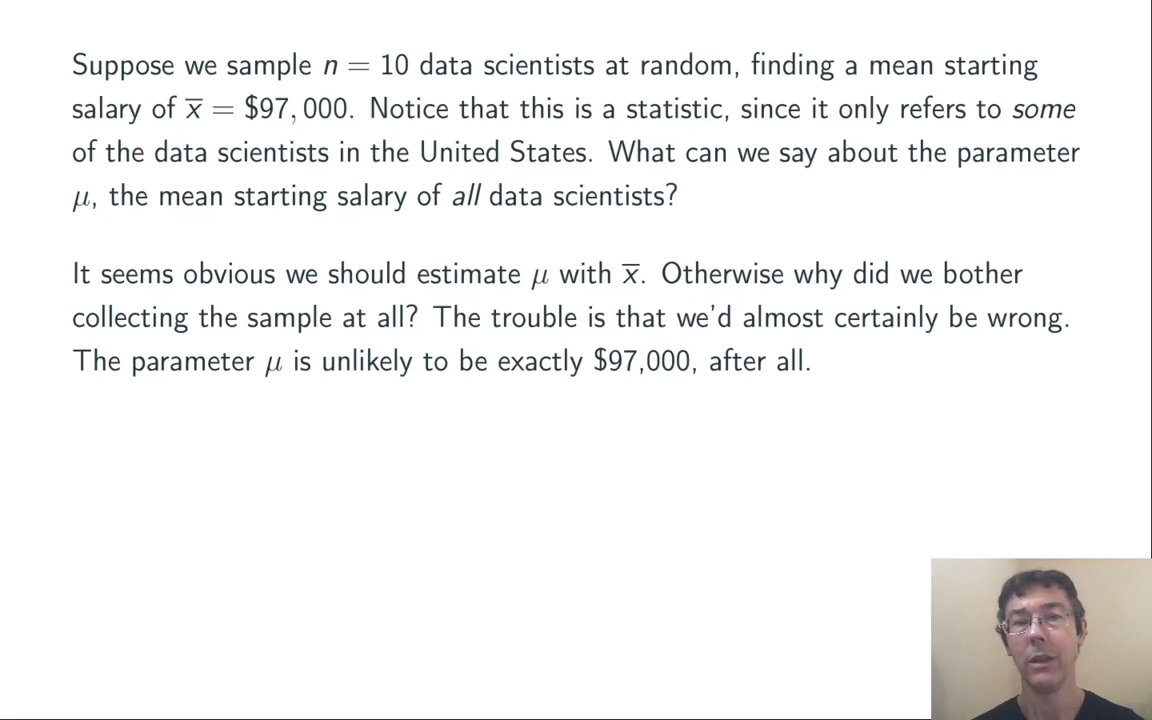 Suppose we sample n = 10 data scientists at random, finding a mean starting
salary of x̅ = $97,000. Notice that this is a statistic, since it only refers to some
of the data scientists in the United States. What can we say about the parameter
μ, the mean starting salary of all data scientists?
It seems obvious we should estimate μ with x̅. Otherwise why did we bother
collecting the sample at all? The trouble is that we'd almost certainly be wrong.
The parameter μ is unlikely to be exactly $97,000, after all.